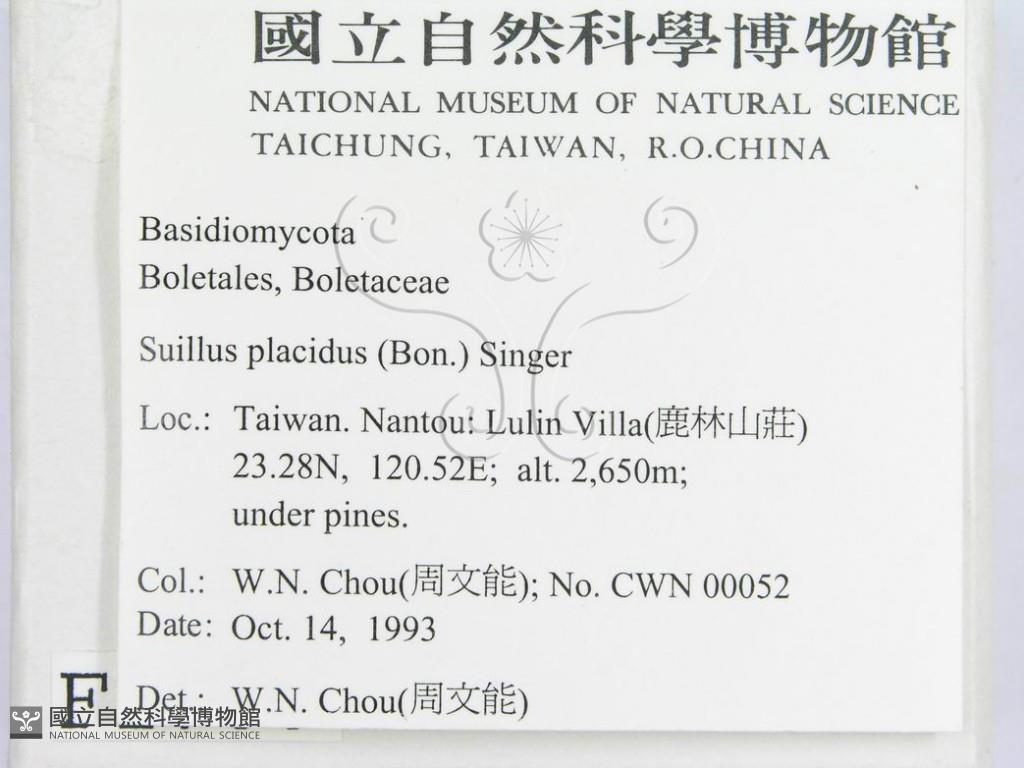 國立自然科學博物館
NATIONAL MUSEUM OF NATURAL SCIENCE
TAICHUNG, TAIWAN, R.O.CHINA
Basidiomycota
Boletales, Boletaceae
Suillus placidus (Bon.) Singer
Loc.: Taiwan. Nantou: Lulin Villa(鹿林山莊)
23.28N, 120.52E; alt. 2,650m;
under pines.
Col.: W.N. Chou(周文能); No. CWN 00052
Date: Oct. 14, 1993
Det.: W.N. Chou(周文能)
F
國立自然科學博物館
NATIONAL MUSEUM OF NATURAL SCIENCE